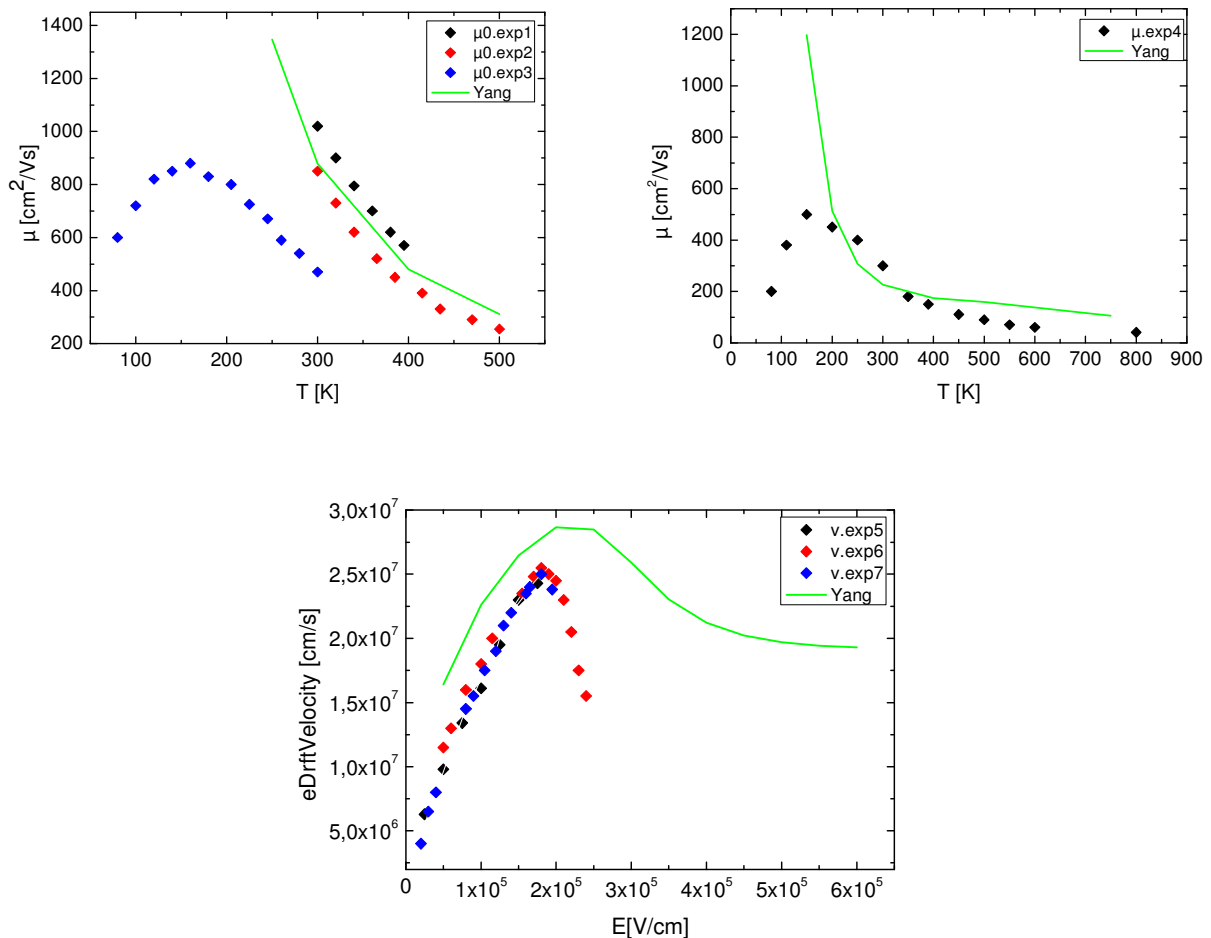 μ0.exp1
μ0.exp2
μ0.exp3
Yang
1400
1200
1000
800
600
400
200
μ [cm²/Vs]
100 200 300 400 500
T [K]
μ.exp4
Yang
1200
1000
800
600
400
200
0
μ [cm²/Vs]
0 100 200 300 400 500 600 700 800 900
T [K]
v.exp5
v.exp6
v.exp7
Yang
3,0x10⁷
2,5x10⁷
2,0x10⁷
1,5x10⁷
1,0x10⁷
5,0x10⁶
eDrftVelocity [cm/s]
0 1x10⁵ 2x10⁵ 3x10⁵ 4x10⁵ 5x10⁵ 6x10⁵
E[V/cm]